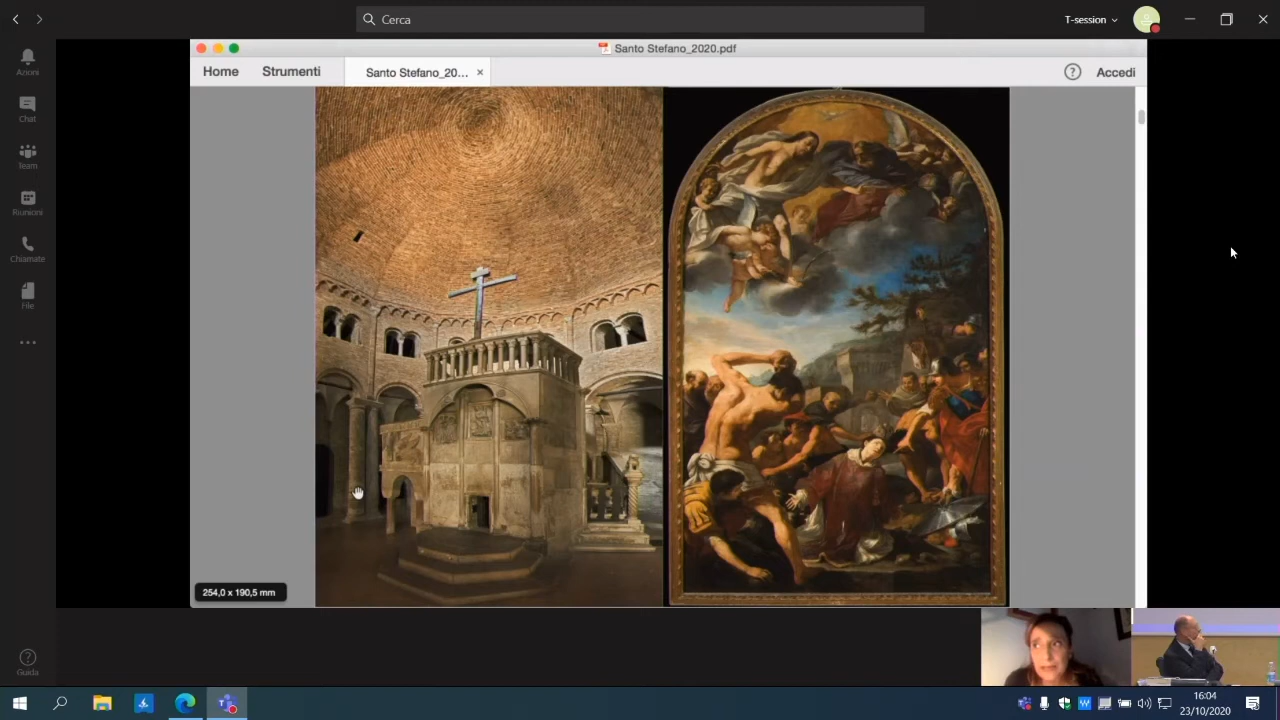 Cerca
T-session
Azioni
Chat
Team
Riunioni
Chiamate
File
Guida
Santo Stefano_2020.pdf
Home
Strumenti
Santo Stefano_20...
Accedi
254,0 x 190,5 mm
16:04
23/10/2020